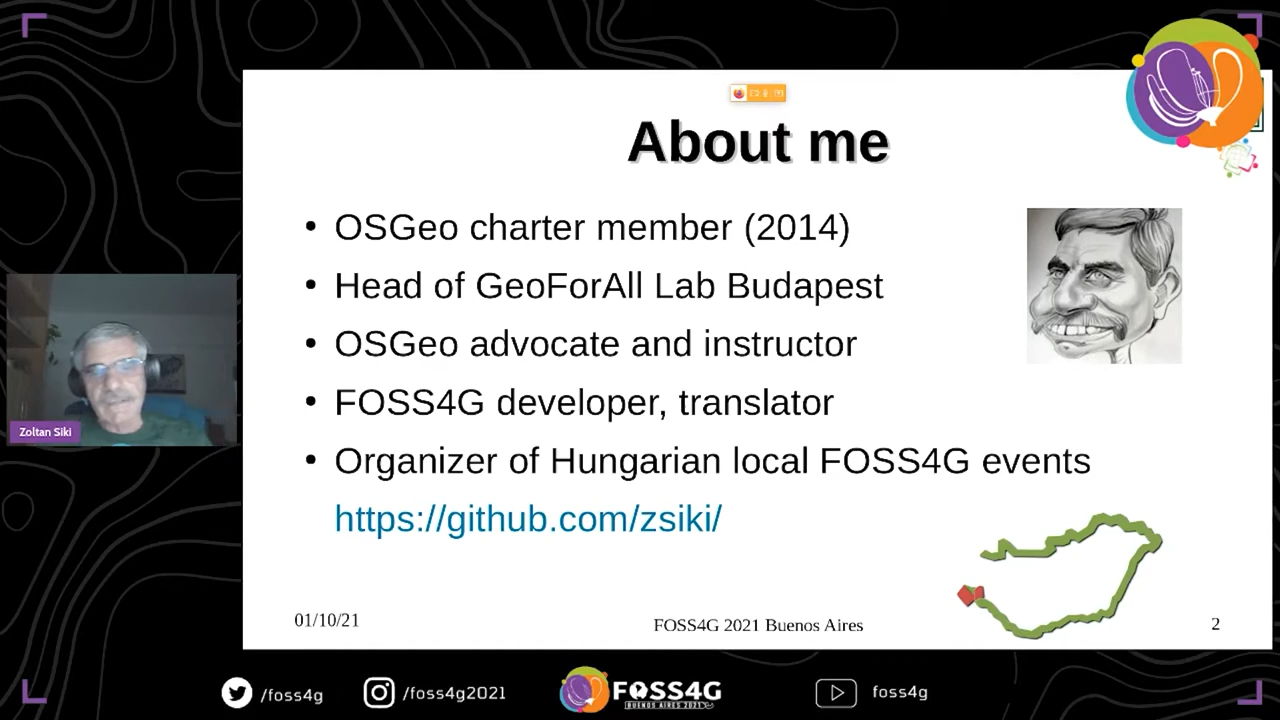 About me
• OSGeo charter member (2014)
• Head of GeoForAll Lab Budapest
• OSGeo advocate and instructor
• FOSS4G developer, translator
• Organizer of Hungarian local FOSS4G events
https://github.com/zsiki/
Zoltan Siki
01/10/21
FOSS4G 2021 Buenos Aires
2
/foss4g
/foss4g2021
FOSS4G
BUENOS AIRES 2021
foss4g